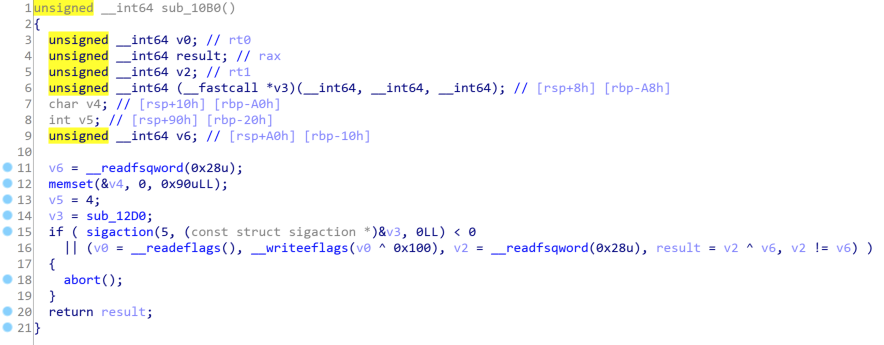 1 unsigned __int64 sub_10B0()
2 {
3 unsigned __int64 v0; // rt0
4 unsigned __int64 result; // rax
5 unsigned __int64 v2; // rt1
6 unsigned __int64 (__fastcall *v3)(__int64, __int64, __int64); // [rsp+8h] [rbp-A8h]
7 char v4; // [rsp+10h] [rbp-A0h]
8 int v5; // [rsp+90h] [rbp-20h]
9 unsigned __int64 v6; // [rsp+A0h] [rbp-10h]
10
11 v6 = __readfsqword(0x28u);
12 memset(&v4, 0, 0x90uLL);
13 v5 = 4;
14 v3 = sub_12D0;
15 if ( sigaction(5, (const struct sigaction *)&v3, 0LL) < 0
16 || (v0 = __readeflags(), __writeeflags(v0 ^ 0x100), v2 = __readfsqword(0x28u), result = v2 ^ v6, v2 != v6) )
17 {
18 abort();
19 }
20 return result;
21 }